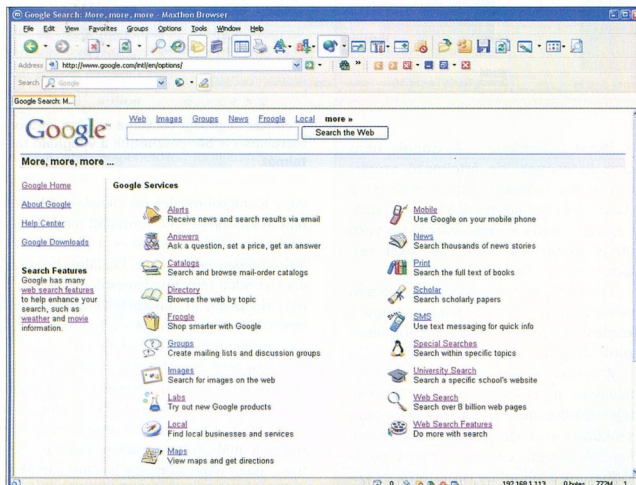 Google Search: More, more, more - Maxthon Browser
File Edit View Favorites Groups Options Tools Window Help
Address http://www.google.com/intl/en/options/
Search Google
Google Search: M...
Google™
Web Images Groups News Froogle Local more »
Search the Web
More, more, more ...
Google Home
About Google
Help Center
Google Downloads
Search Features
Google has many
web search features
to help enhance your
search, such as
weather and movie
information.
Google Services
Alerts
Receive news and search results via email
Answers
Ask a question, set a price, get an answer
Catalogs
Search and browse mail-order catalogs
Directory
Browse the web by topic
Froogle
Shop smarter with Google
Groups
Create mailing lists and discussion groups
Images
Search for images on the web
Labs
Try out new Google products
Local
Find local businesses and services
Maps
View maps and get directions
Mobile
Use Google on your mobile phone
News
Search thousands of news stories
Print
Search the full text of books
Scholar
Search scholarly papers
SMS
Use text messaging for quick info
Special Searches
Search within specific topics
University Search
Search a specific school's website
Web Search
Search over 8 billion web pages
Web Search Features
Do more with search
0 192.168.1.113 0 bytes 772M 1